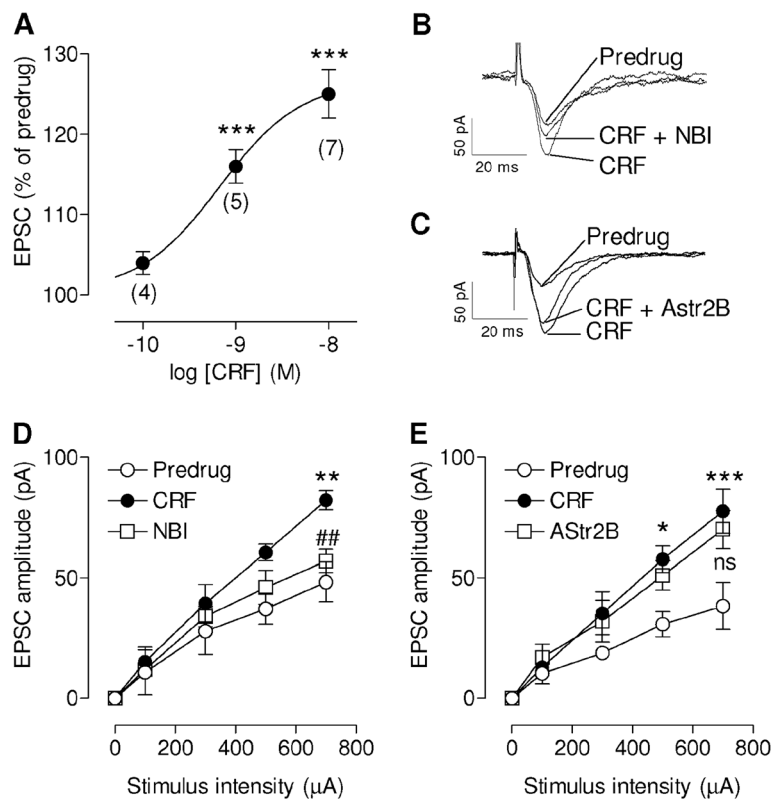 A
130
120
110
100
EPSC (% of predrug)
***
***
(7)
(5)
(4)
-10
-9
-8
log [CRF] (M)
B
Predrug
CRF + NBI
CRF
50 pA
20 ms
C
Predrug
CRF + Astr2B
CRF
50 pA
20 ms
D
100
50
0
EPSC amplitude (pA)
Predrug
CRF
NBI
**
##
0
200
400
600
800
Stimulus intensity (μA)
E
100
50
0
EPSC amplitude (pA)
Predrug
CRF
AStr2B
***
*
ns
0
200
400
600
800
Stimulus intensity (μA)